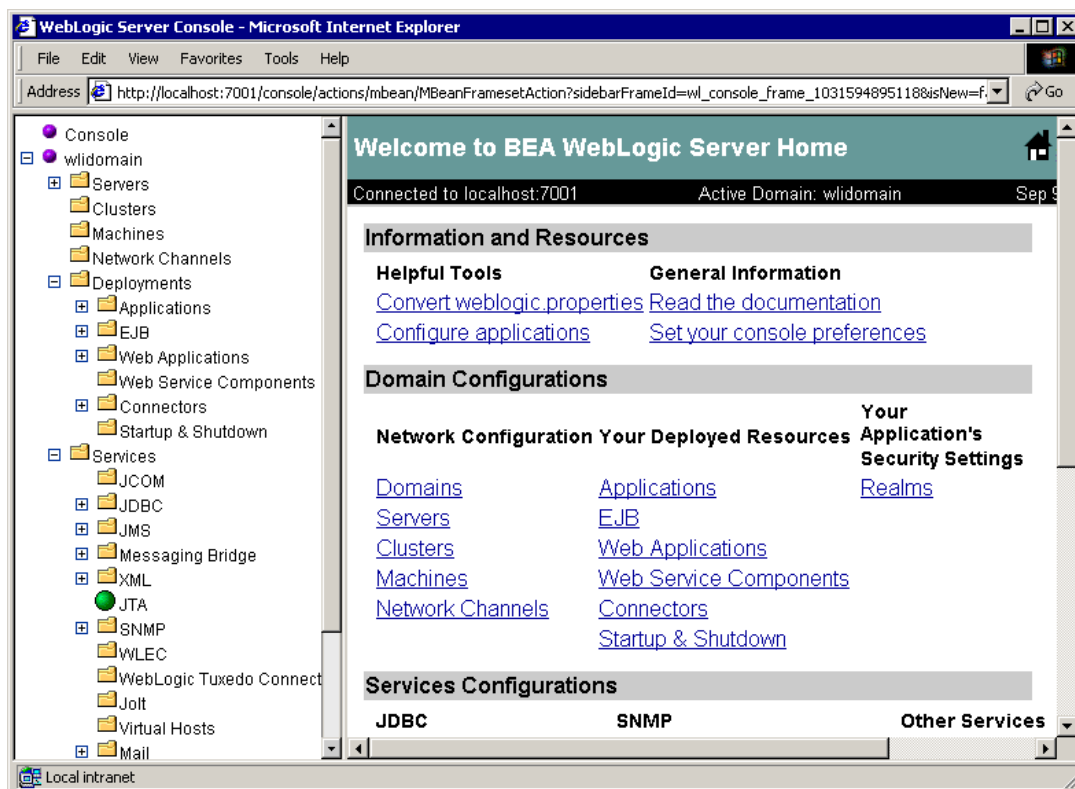 WebLogic Server Console - Microsoft Internet Explorer
File Edit View Favorites Tools Help
Address http://localhost:7001/console/actions/mbean/MBeanFramesetAction?sidebarFrameId=wl_console_frame_1031594895118&isNew=f Go
Console
wlidomain
Servers
Clusters
Machines
Network Channels
Deployments
Applications
EJB
Web Applications
Web Service Components
Connectors
Startup & Shutdown
Services
JCOM
JDBC
JMS
Messaging Bridge
XML
JTA
SNMP
WLEC
WebLogic Tuxedo Connect
Jolt
Virtual Hosts
Mail
Welcome to BEA WebLogic Server Home
Connected to localhost:7001 Active Domain: wlidomain Sep 9
Information and Resources
Helpful Tools General Information
Convert weblogic.properties Read the documentation
Configure applications Set your console preferences
Domain Configurations
Network Configuration Your Deployed Resources Your Application's Security Settings
Domains Applications Realms
Servers EJB
Clusters Web Applications
Machines Web Service Components
Network Channels Connectors
Startup & Shutdown
Services Configurations
JDBC SNMP Other Services
Local intranet